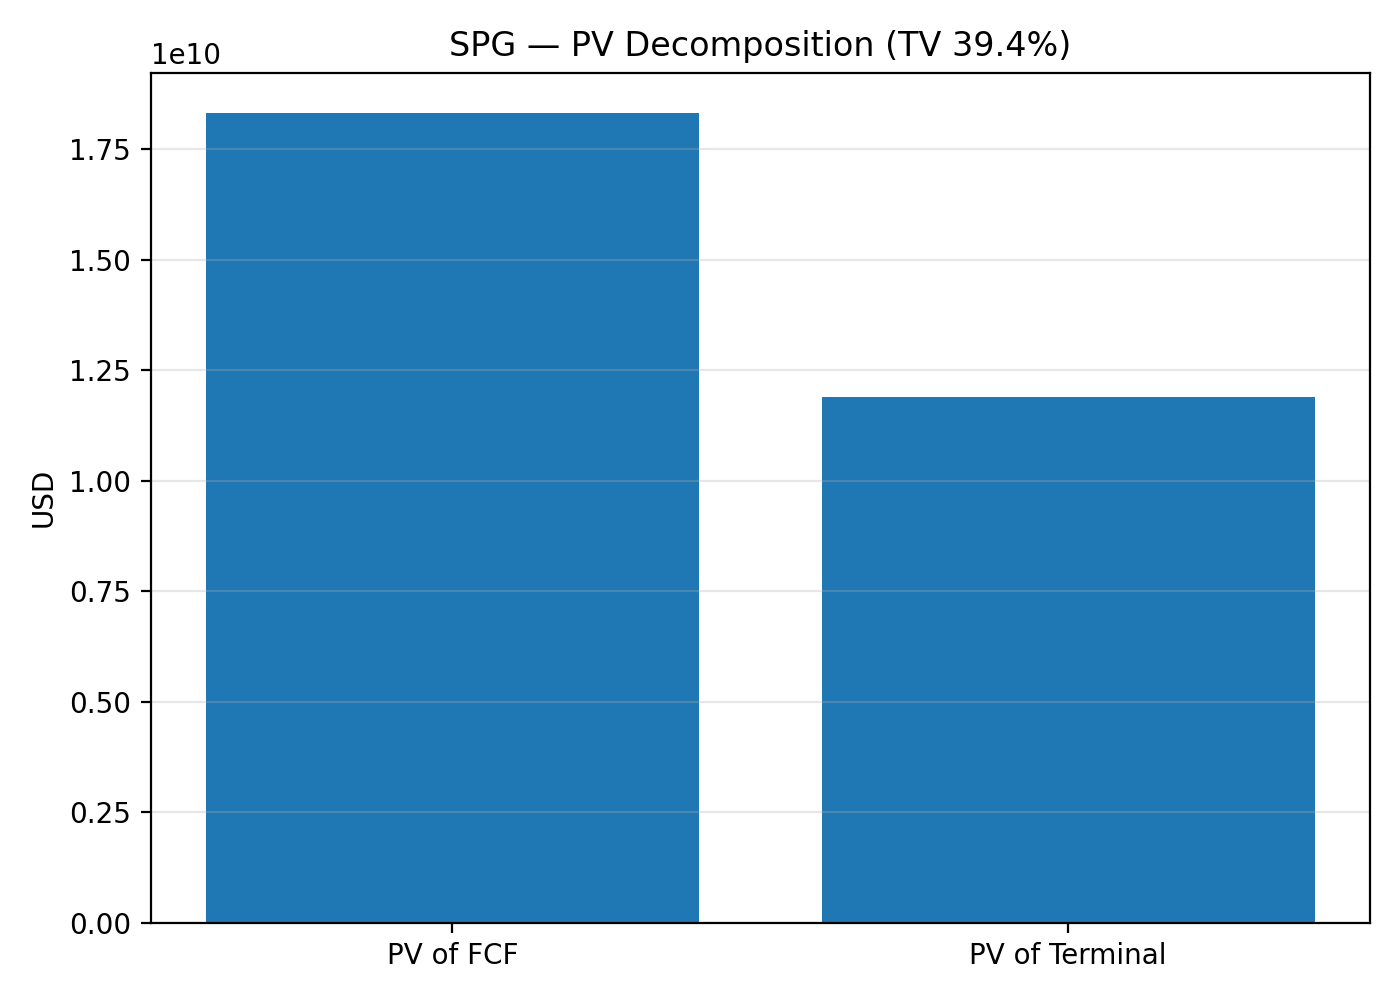 SPG — PV Decomposition (TV 39.4%)
1e10
1.75
1.50
1.25
1.00
0.75
0.50
0.25
0.00
USD
PV of FCF
PV of Terminal